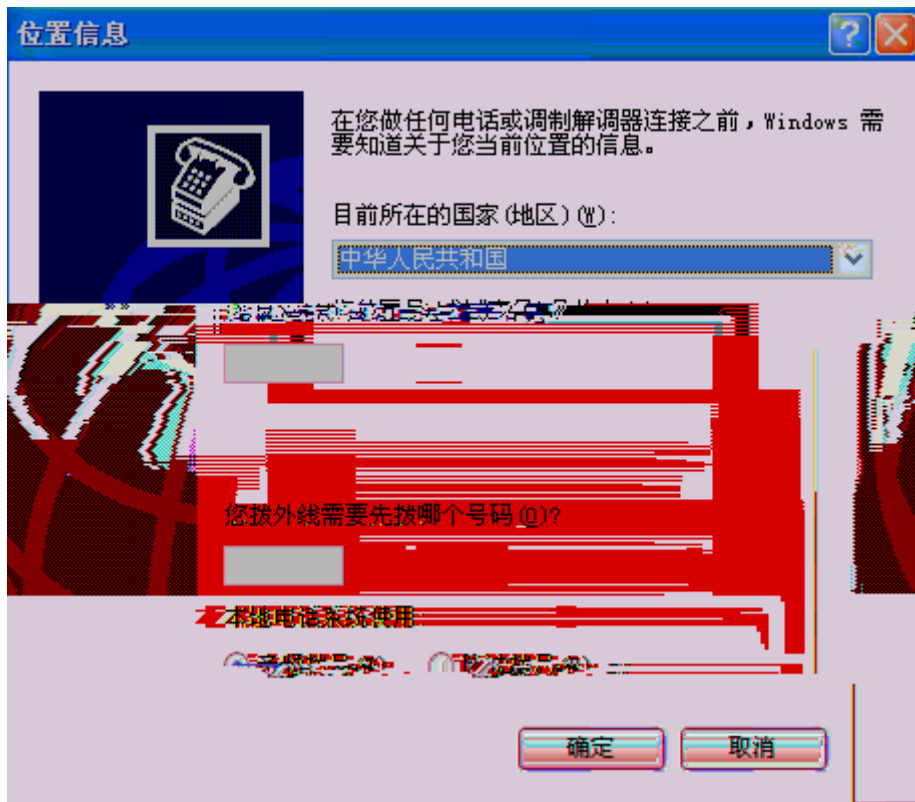 位置信息
在您做任何电话或调制解调器连接之前，Windows 需
要知道关于您当前位置的信息。
目前所在的国家(地区)(W):
中华人民共和国
您拨外线需要先拨哪个号码(O)?
本地电话系统使用:
确定
取消